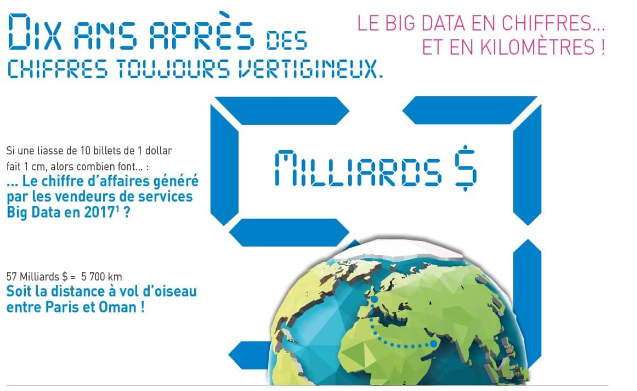 DIX ANS APRÈS DES
CHIFFRES TOUJOURS VERTIGINEUX.
LE BIG DATA EN CHIFFRES...
ET EN KILOMÈTRES !
Si une liasse de 10 billets de 1 dollar
fait 1 cm, alors combien font... :
... Le chiffre d'affaires généré
par les vendeurs de services
Big Data en 2017¹ ?
57
MILLIARDS $
57 Milliards $ = 5 700 km
Soit la distance à vol d'oiseau
entre Paris et Oman !